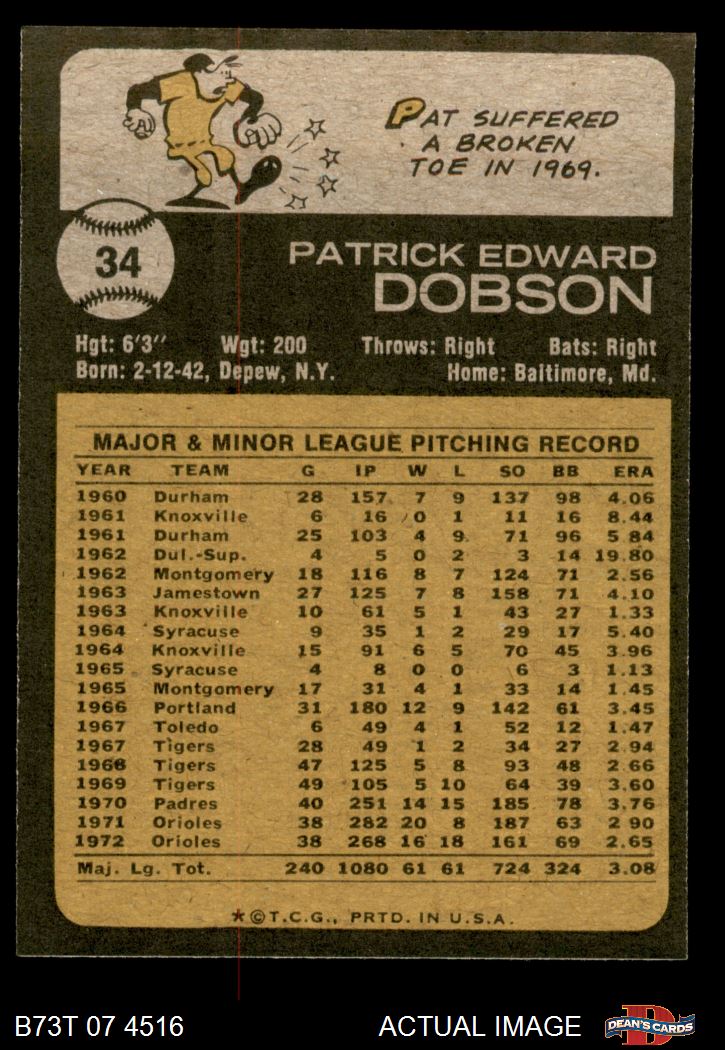 PAT SUFFERED
A BROKEN
TOE IN 1969.
34
PATRICK EDWARD
DOBSON
Hgt: 6'3" Wgt: 200 Throws: Right Bats: Right
Born: 2-12-42, Depew, N.Y. Home: Baltimore, Md.
MAJOR & MINOR LEAGUE PITCHING RECORD
YEAR TEAM G IP W L SO BB ERA
1960 Durham 28 157 7 9 137 98 4.06
1961 Knoxville 6 16 0 1 11 16 8.44
1961 Durham 25 103 4 9 71 96 5.84
1962 Dul.-Sup. 4 5 0 2 3 14 19.80
1962 Montgomery 18 116 8 7 124 71 2.56
1963 Jamestown 27 125 7 8 158 71 4.10
1963 Knoxville 10 61 5 1 43 27 1.33
1964 Syracuse 9 35 1 2 29 17 5.40
1964 Knoxville 15 91 6 5 70 45 3.96
1965 Syracuse 4 8 0 0 6 3 1.13
1965 Montgomery 17 31 4 1 33 14 1.45
1966 Portland 31 180 12 9 142 61 3.45
1967 Toledo 6 49 4 1 52 12 1.47
1967 Tigers 28 49 1 2 34 27 2.94
1968 Tigers 47 125 5 8 93 48 2.66
1969 Tigers 49 105 5 10 64 39 3.60
1970 Padres 40 251 14 15 185 78 3.76
1971 Orioles 38 282 20 8 187 63 2 90
1972 Orioles 38 268 16 18 161 69 2.65
Maj. Lg. Tot. 240 1080 61 61 724 324 3.08
*©T.C.G., PRTD. IN U.S.A.
B73T 07 4516 ACTUAL IMAGE
DEAN'S CARDS